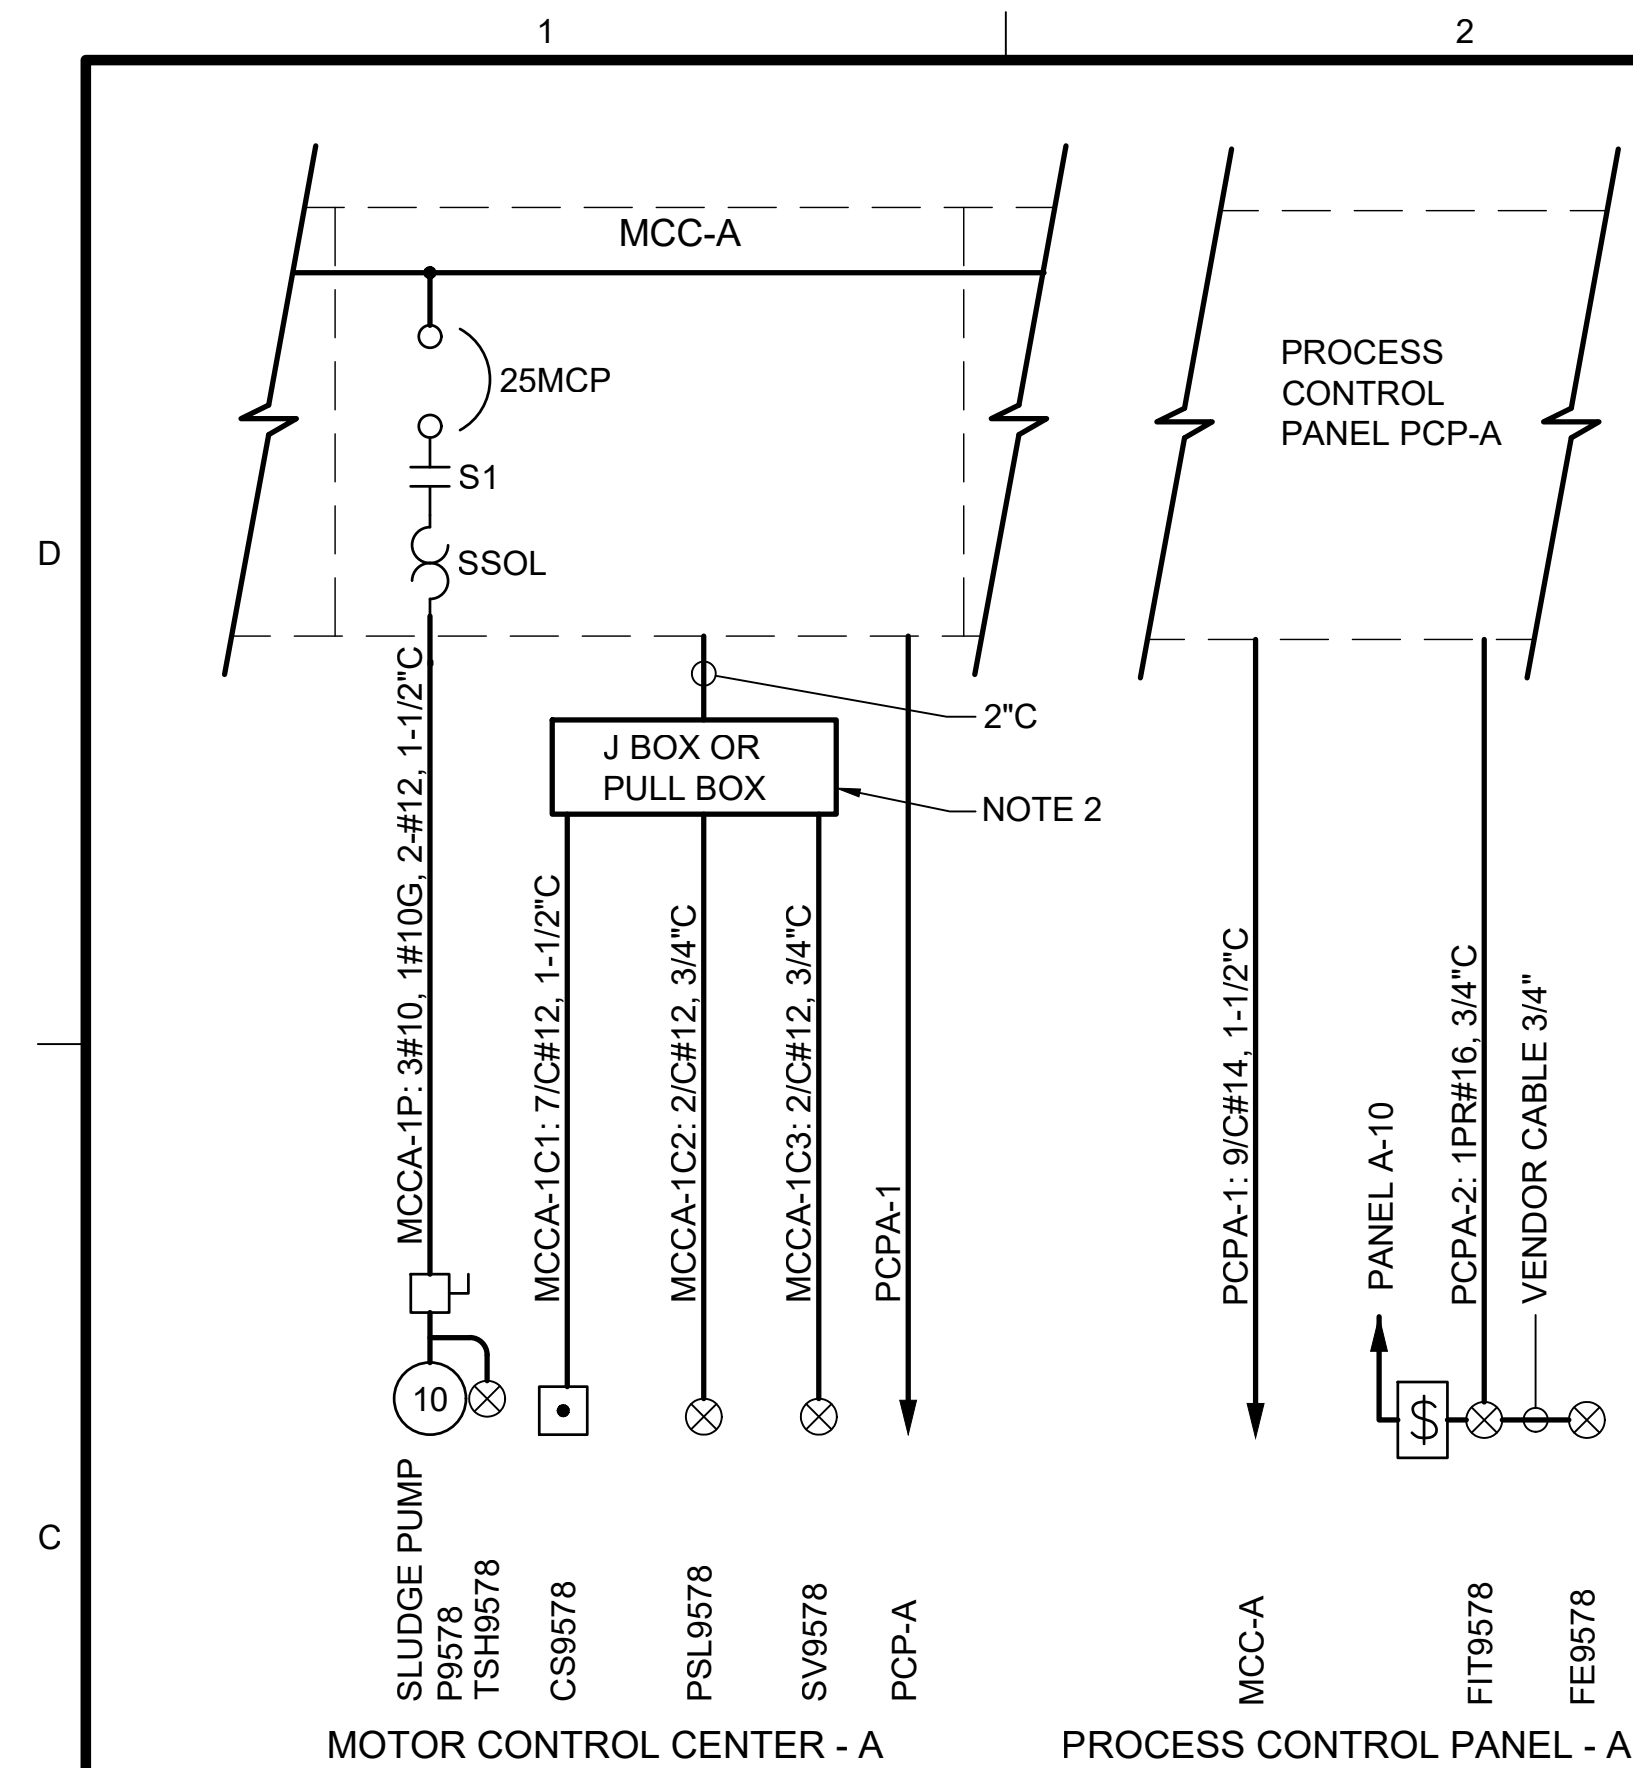 1
2
MCC-A
25MCP
PROCESS
CONTROL
PANEL PCP-A
S1
D
SSOL
2"C
J BOX OR
PULL BOX
NOTE 2
MCCA-1P: 3#10, 1#10G, 2-#12, 1-1/2"C
MCCA-1C1: 7/C#12, 1-1/2"C
MCCA-1C2: 2/C#12, 3/4"C
MCCA-1C3: 2/C#12, 3/4"C
PCPA-1
PCPA-1: 9/C#14, 1-1/2"C
PANEL A-10
PCPA-2: 1PR#16, 3/4"C
VENDOR CABLE 3/4"
10
$
C
SLUDGE PUMP
P9578
TSH9578
CS9578
PSL9578
SV9578
PCP-A
MCC-A
FIT9578
FE9578
MOTOR CONTROL CENTER - A
PROCESS CONTROL PANEL - A